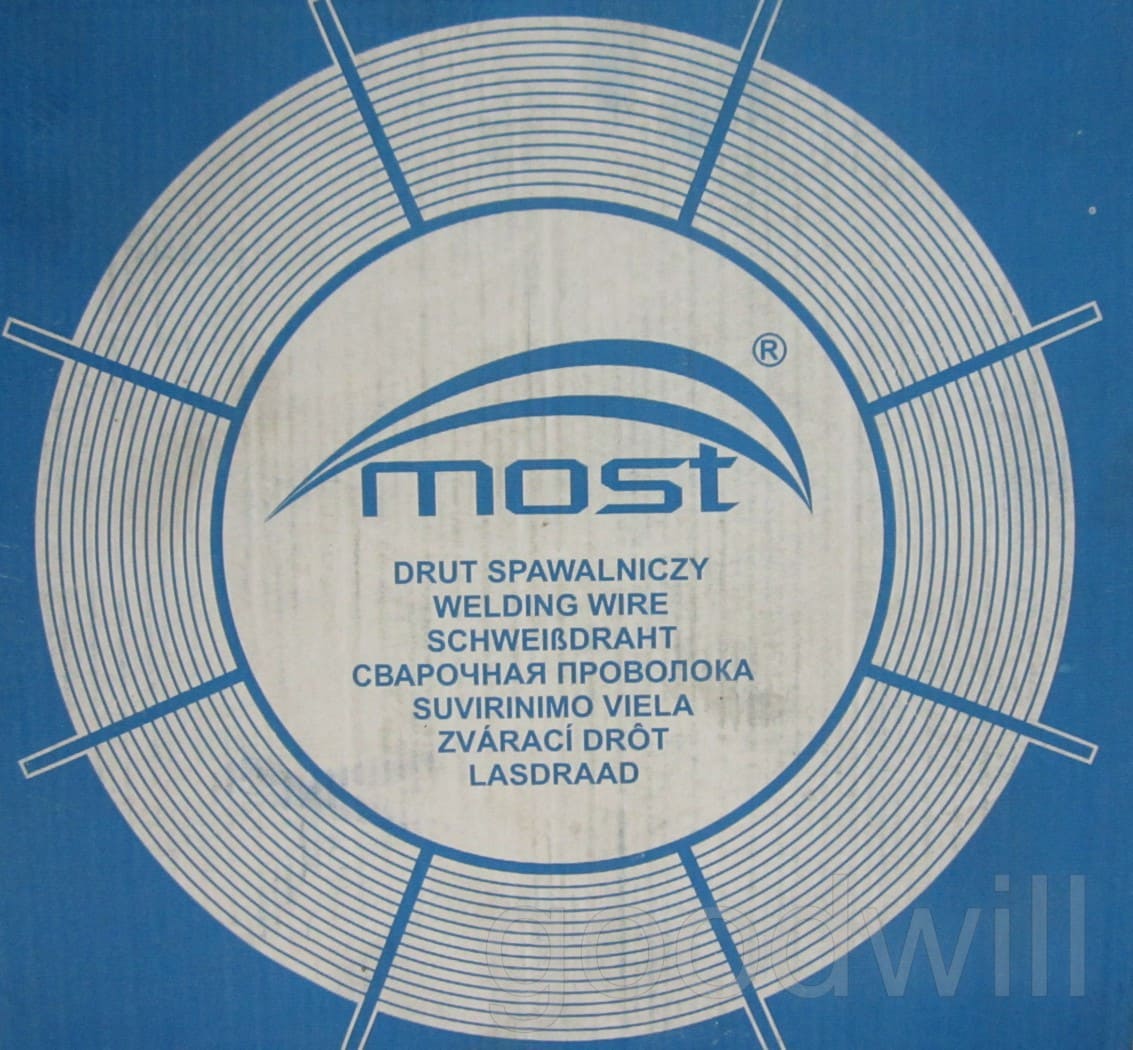 most ®
DRUT SPAWALNICZY
WELDING WIRE
SCHWEIßDRAHT
СВАРОЧНАЯ ПРОВОЛОКА
SUVIRINIMO VIELA
ZVÁRACÍ DRÔT
LASDRAAD
goodwill